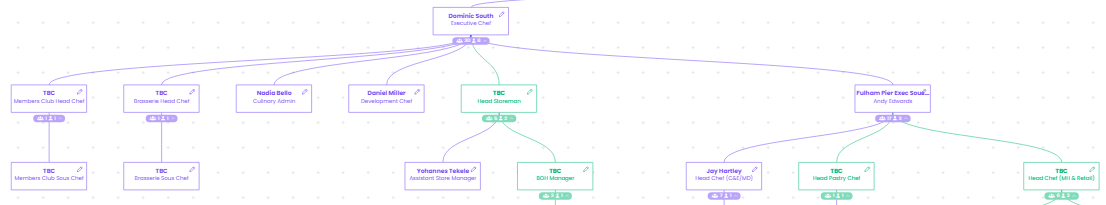 Dominic South
Executive Chef
TBC
Members Club Head Chef
TBC
Brasserie Head Chef
Nadia Bello
Culinary Admin
Daniel Miller
Development Chef
TBC
Head Storeman
Fulham Pier Exec Sous...
Andy Edwards
TBC
Members Club Sous Chef
TBC
Brasserie Sous Chef
Yohannes Tekele
Assistant Store Manager
TBC
BOH Manager
Jay Hartley
Head Chef (C&E/MD)
TBC
Head Pastry Chef
TBC
Head Chef (MH & Retail)